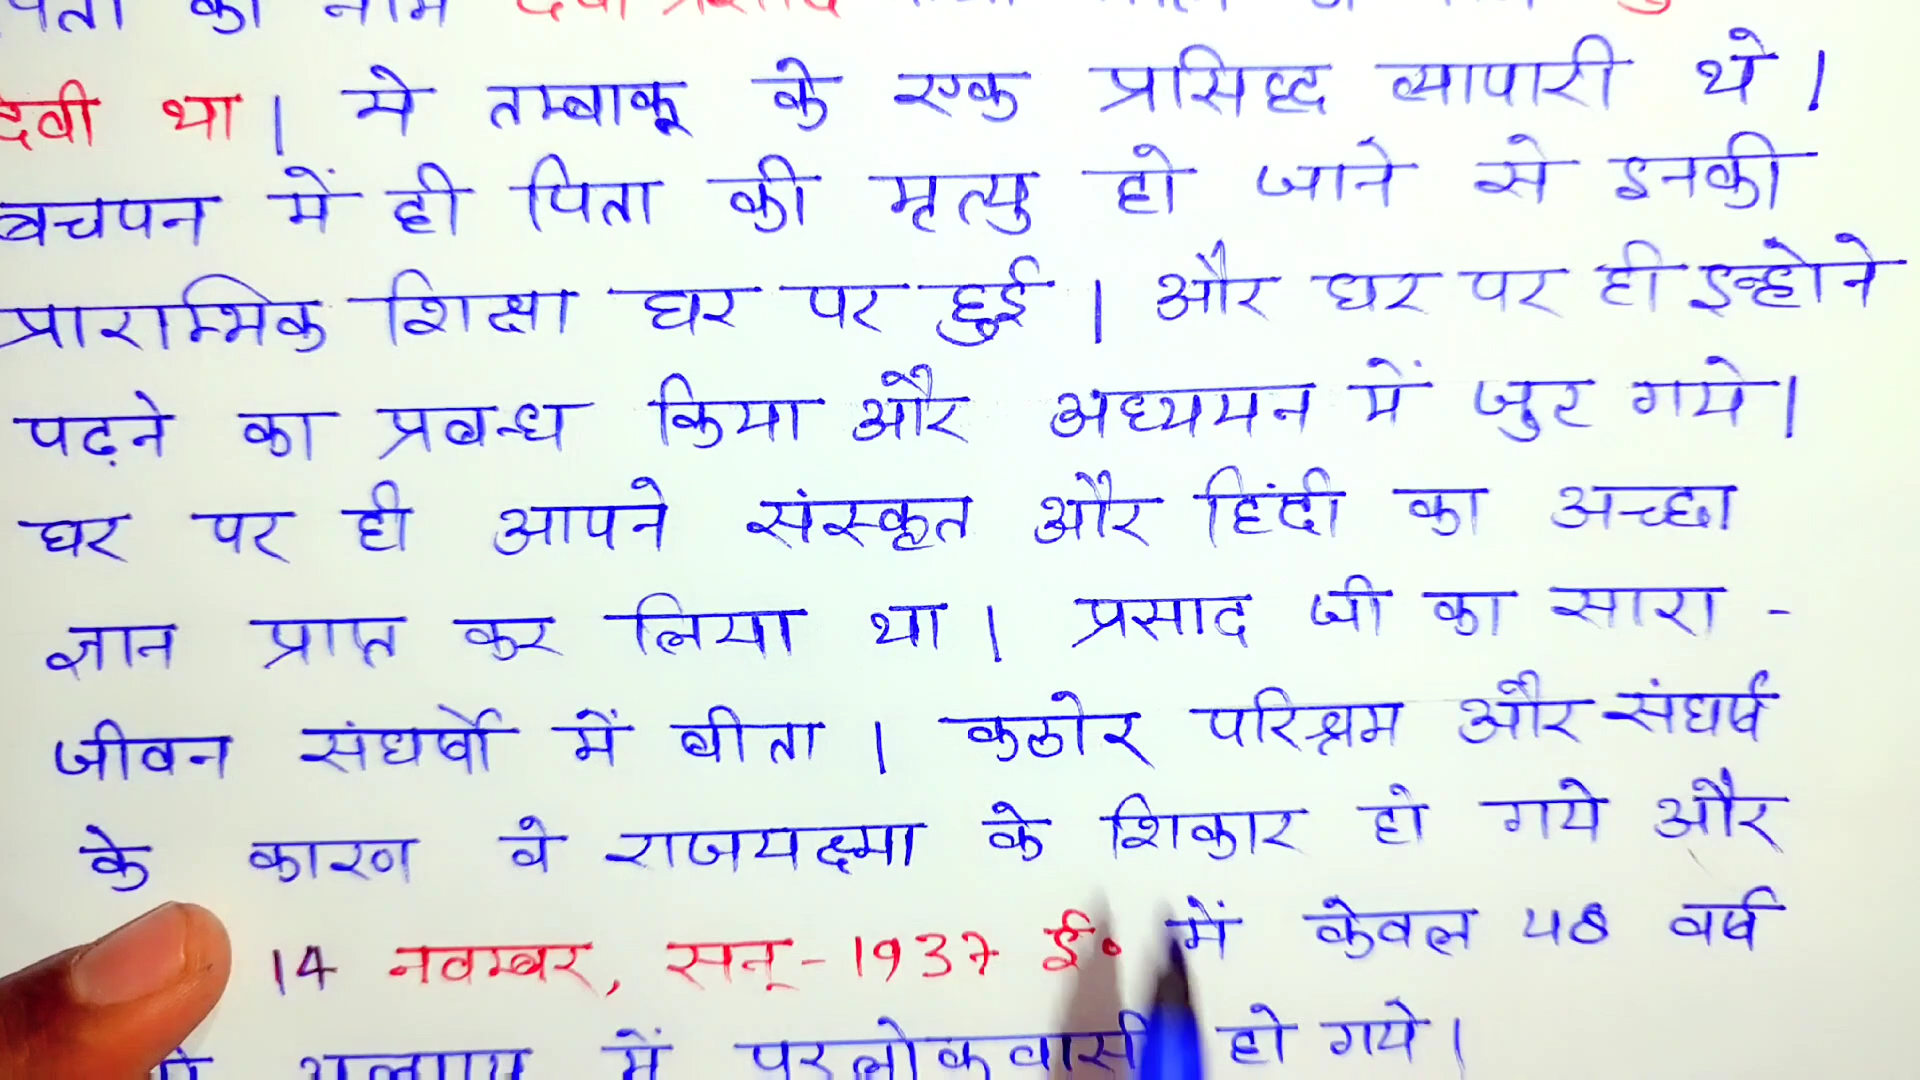 का नाम
देवी था। ये तम्बाकू के एक प्रसिद्ध व्यापारी थे।
बचपन में ही पिता की मृत्यु हो जाने से इनकी
प्रारम्भिक शिक्षा घर पर हुई। और घर पर ही इन्होने
पढ़ने का प्रबन्ध किया और अध्ययन में जुट गये।
घर पर ही आपने संस्कृत और हिंदी का अच्छा
ज्ञान प्राप्त कर लिया था। प्रसाद जी का सारा -
जीवन संघर्षो में बीता। कठोर परिश्रम और संघर्ष
के कारण वे राजयक्ष्मा के शिकार हो गये और
14 नवम्बर, सन्-1937 ई० में केवल 48 वर्ष
में परलोकवासी हो गये।